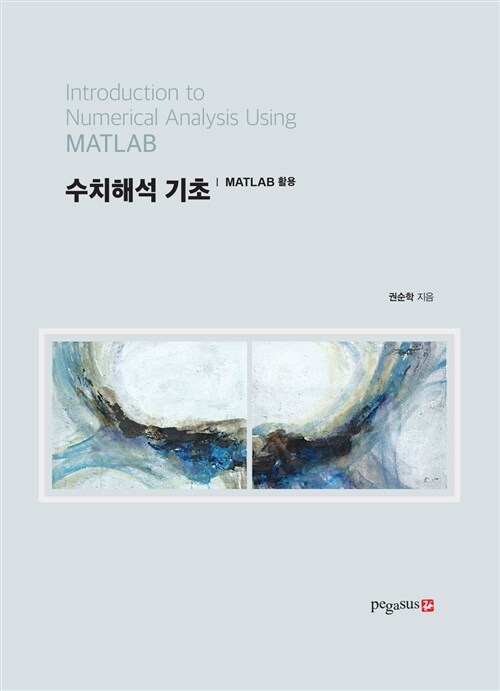 Introduction to
Numerical Analysis Using
MATLAB
수치해석 기초 | MATLAB 활용
권순학 지음
pegasus